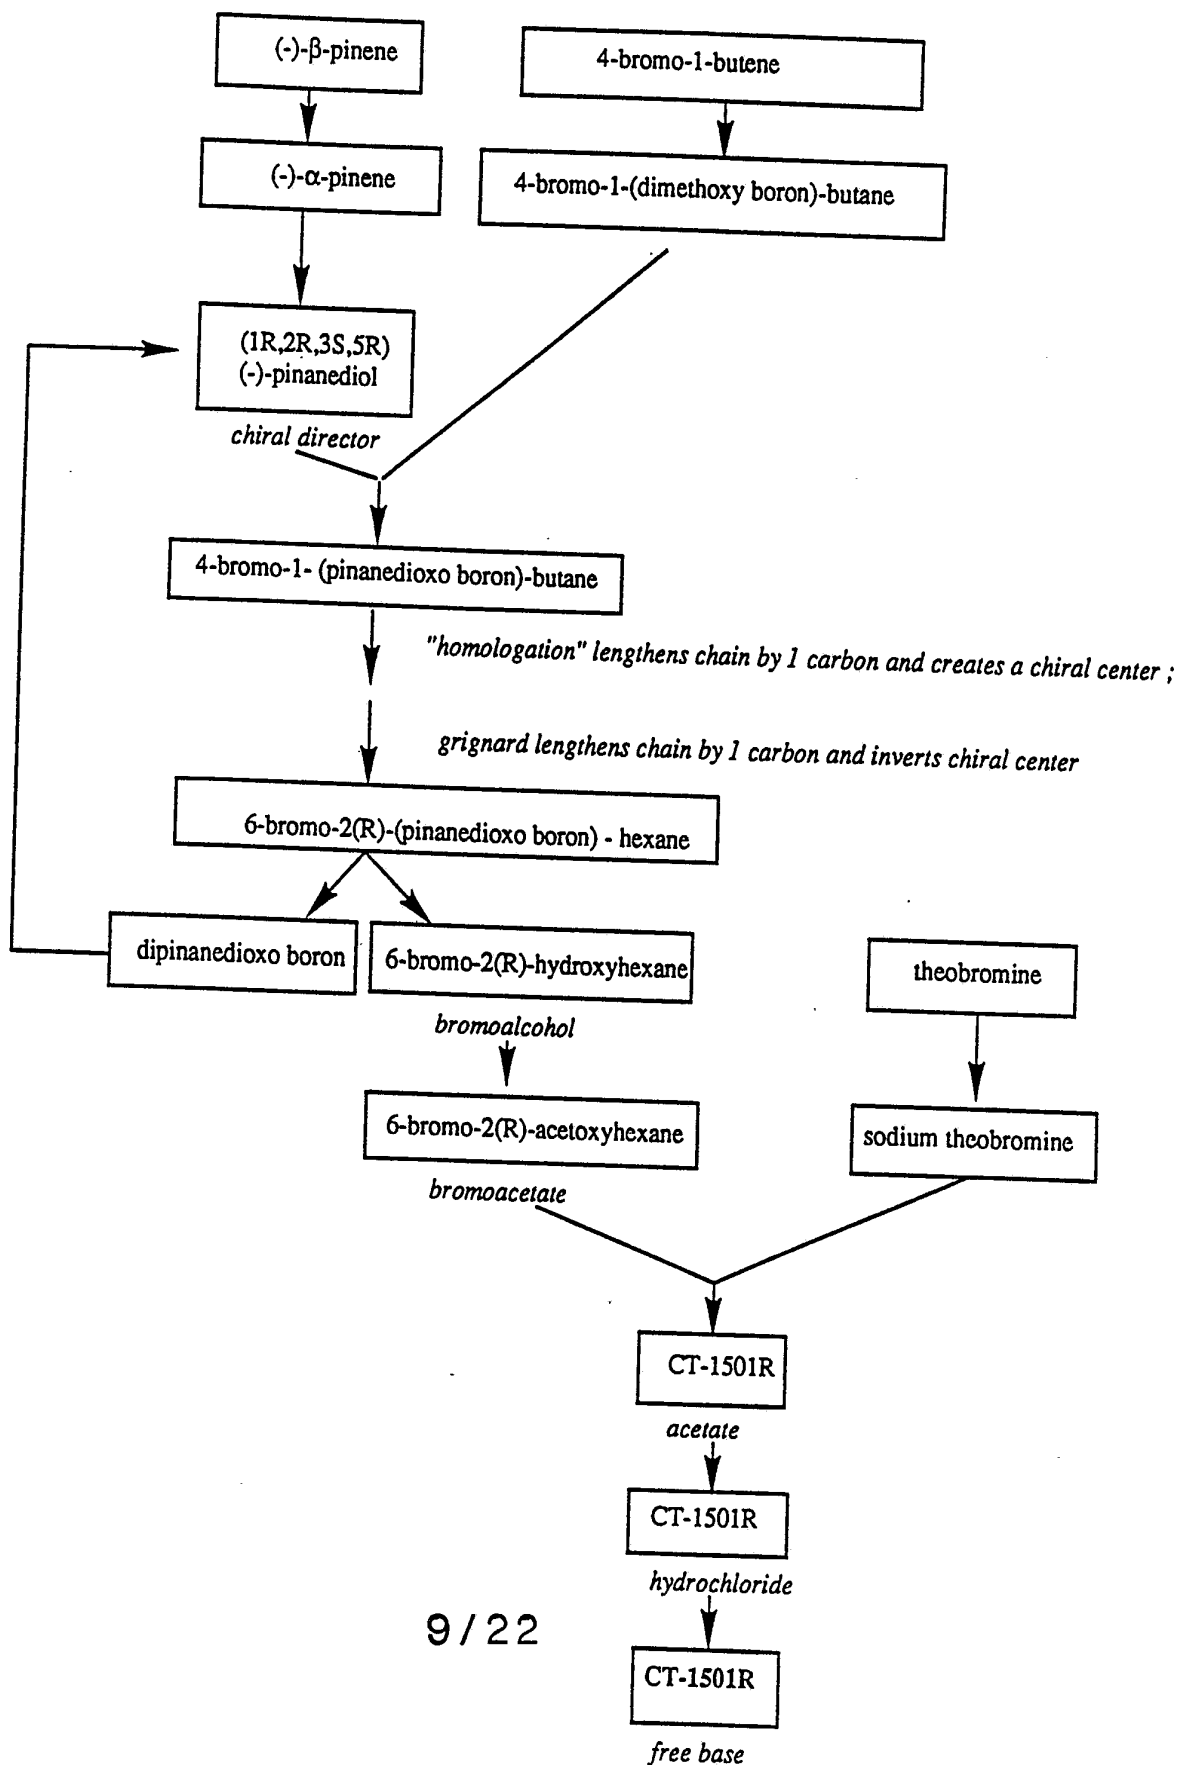 (-)-β-pinene
4-bromo-1-butene
(-)-α-pinene
4-bromo-1-(dimethoxy boron)-butane
(1R,2R,3S,5R)
(-)-pinanediol
chiral director
4-bromo-1- (pinanedioxo boron)-butane
"homologation" lengthens chain by 1 carbon and creates a chiral center ;
grignard lengthens chain by 1 carbon and inverts chiral center
6-bromo-2(R)-(pinanedioxo boron) - hexane
dipinanedioxo boron
6-bromo-2(R)-hydroxyhexane
theobromine
bromoalcohol
6-bromo-2(R)-acetoxyhexane
sodium theobromine
bromoacetate
CT-1501R
acetate
CT-1501R
hydrochloride
9/22
CT-1501R
free base